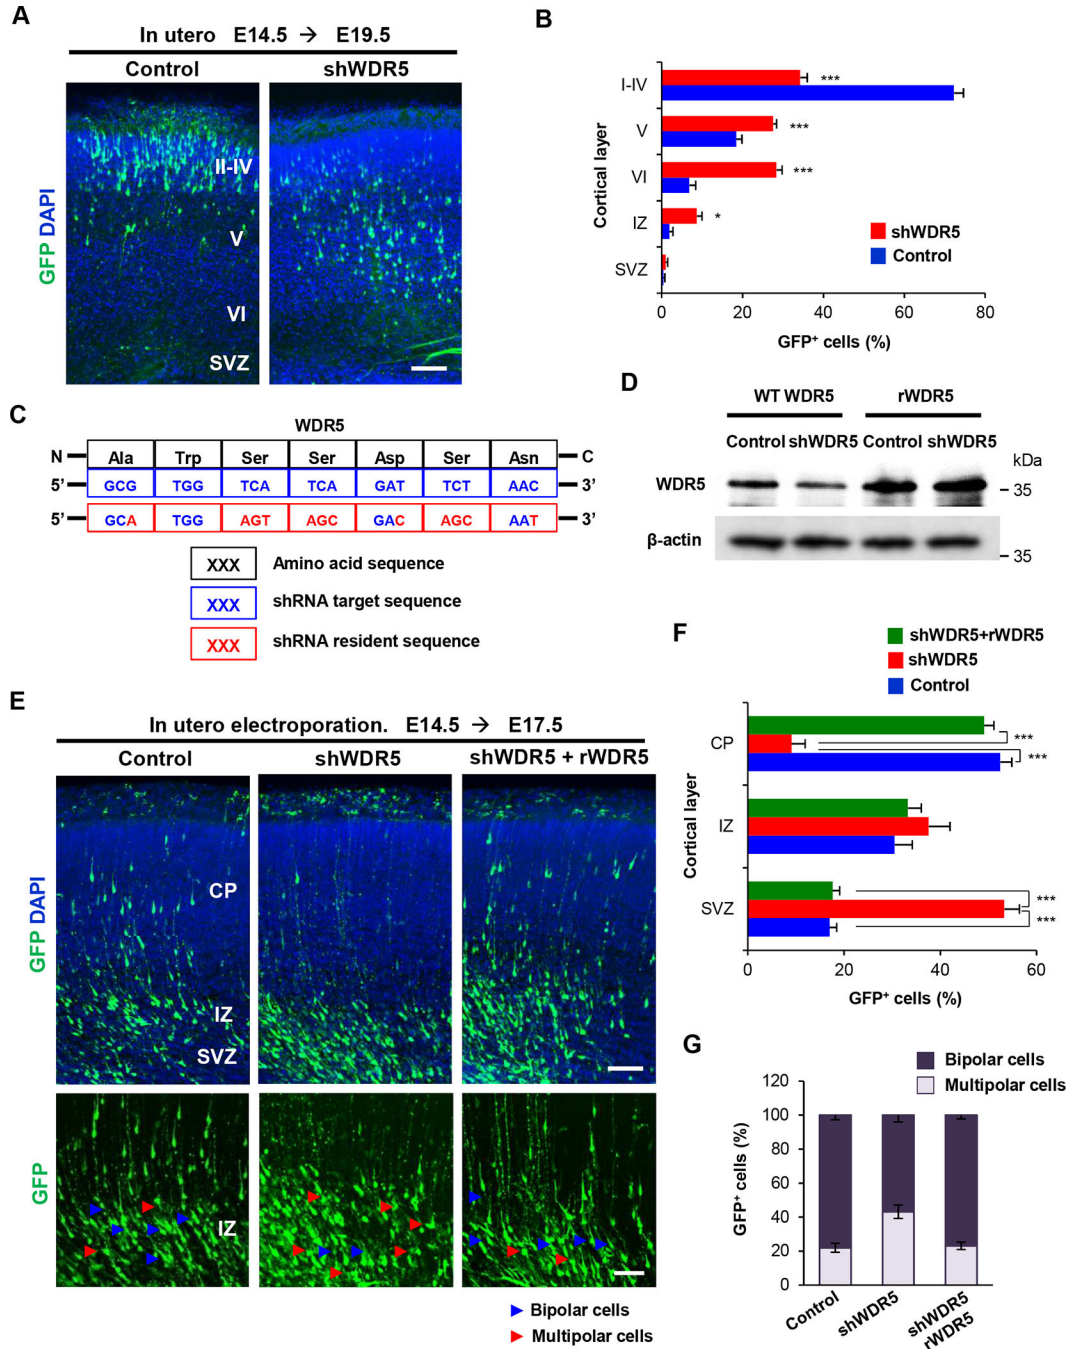 A
In utero E14.5 → E19.5
Control shWDR5
GFP DAPI
II-IV
V
VI
SVZ
B
Cortical layer
I-IV ***
V ***
VI ***
IZ *
SVZ
shWDR5
Control
0 20 40 60 80
GFP⁺ cells (%)
C
WDR5
N Ala Trp Ser Ser Asp Ser Asn C
5’ GCG TGG TCA TCA GAT TCT AAC 3’
5’ GCA TGG AGT AGC GAC AGC AAT 3’
XXX Amino acid sequence
XXX shRNA target sequence
XXX shRNA resident sequence
D
WT WDR5 rWDR5
Control shWDR5 Control shWDR5
kDa
WDR5 35
β-actin 35
E
In utero electroporation. E14.5 → E17.5
Control shWDR5 shWDR5 + rWDR5
GFP DAPI
CP
IZ
SVZ
GFP
IZ
Bipolar cells
Multipolar cells
F
shWDR5+rWDR5
shWDR5
Control
Cortical layer
CP *** ***
IZ
SVZ *** ***
0 20 40 60
GFP⁺ cells (%)
G
Bipolar cells
Multipolar cells
GFP⁺ cells (%)
120
100
80
60
40
20
0
Control
shWDR5
shWDR5
rWDR5